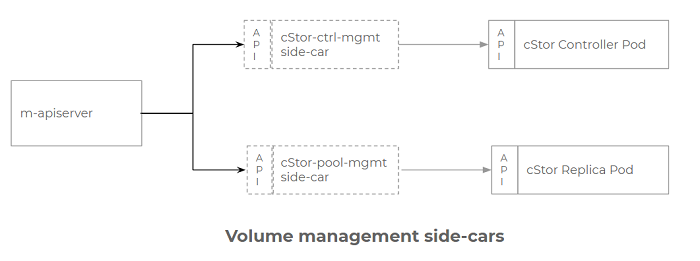 A
P
I
cStor-ctrl-mgmt
side-car
A
P
I
cStor Controller Pod
m-apiserver
A
P
I
cStor-pool-mgmt
side-car
A
P
I
cStor Replica Pod
Volume management side-cars